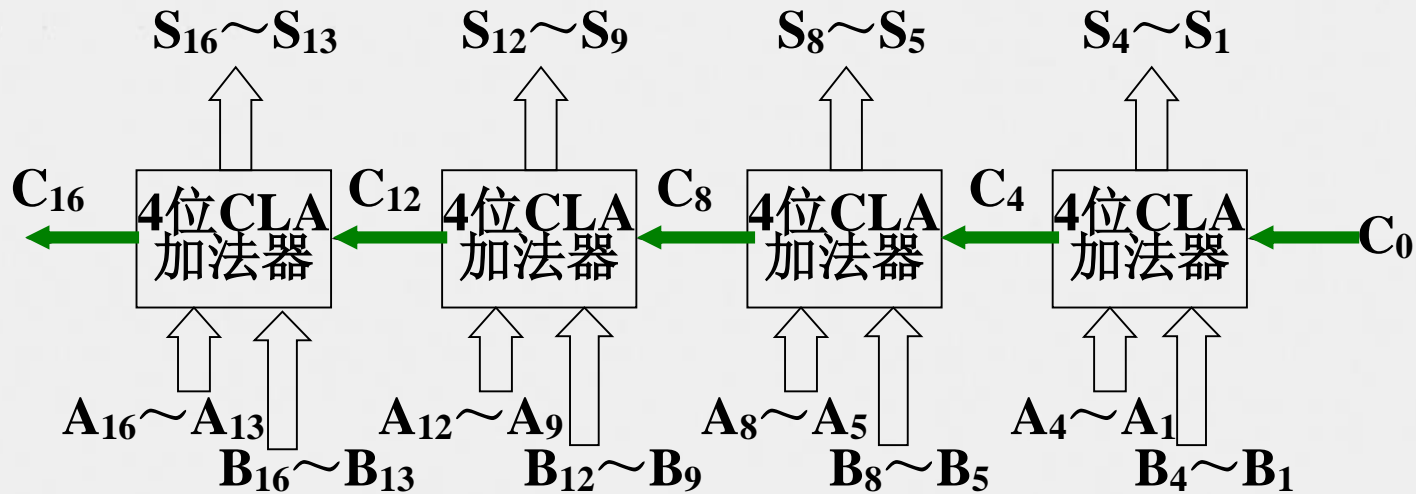 S₁₆～S₁₃ S₁₂～S₉ S₈～S₅ S₄～S₁
C₁₆ 4位CLA C₁₂ 4位CLA C₈ 4位CLA C₄ 4位CLA
加法器 加法器 加法器 加法器 C₀
A₁₆～A₁₃ A₁₂～A₉ A₈～A₅ A₄～A₁
B₁₆～B₁₃ B₁₂～B₉ B₈～B₅ B₄～B₁